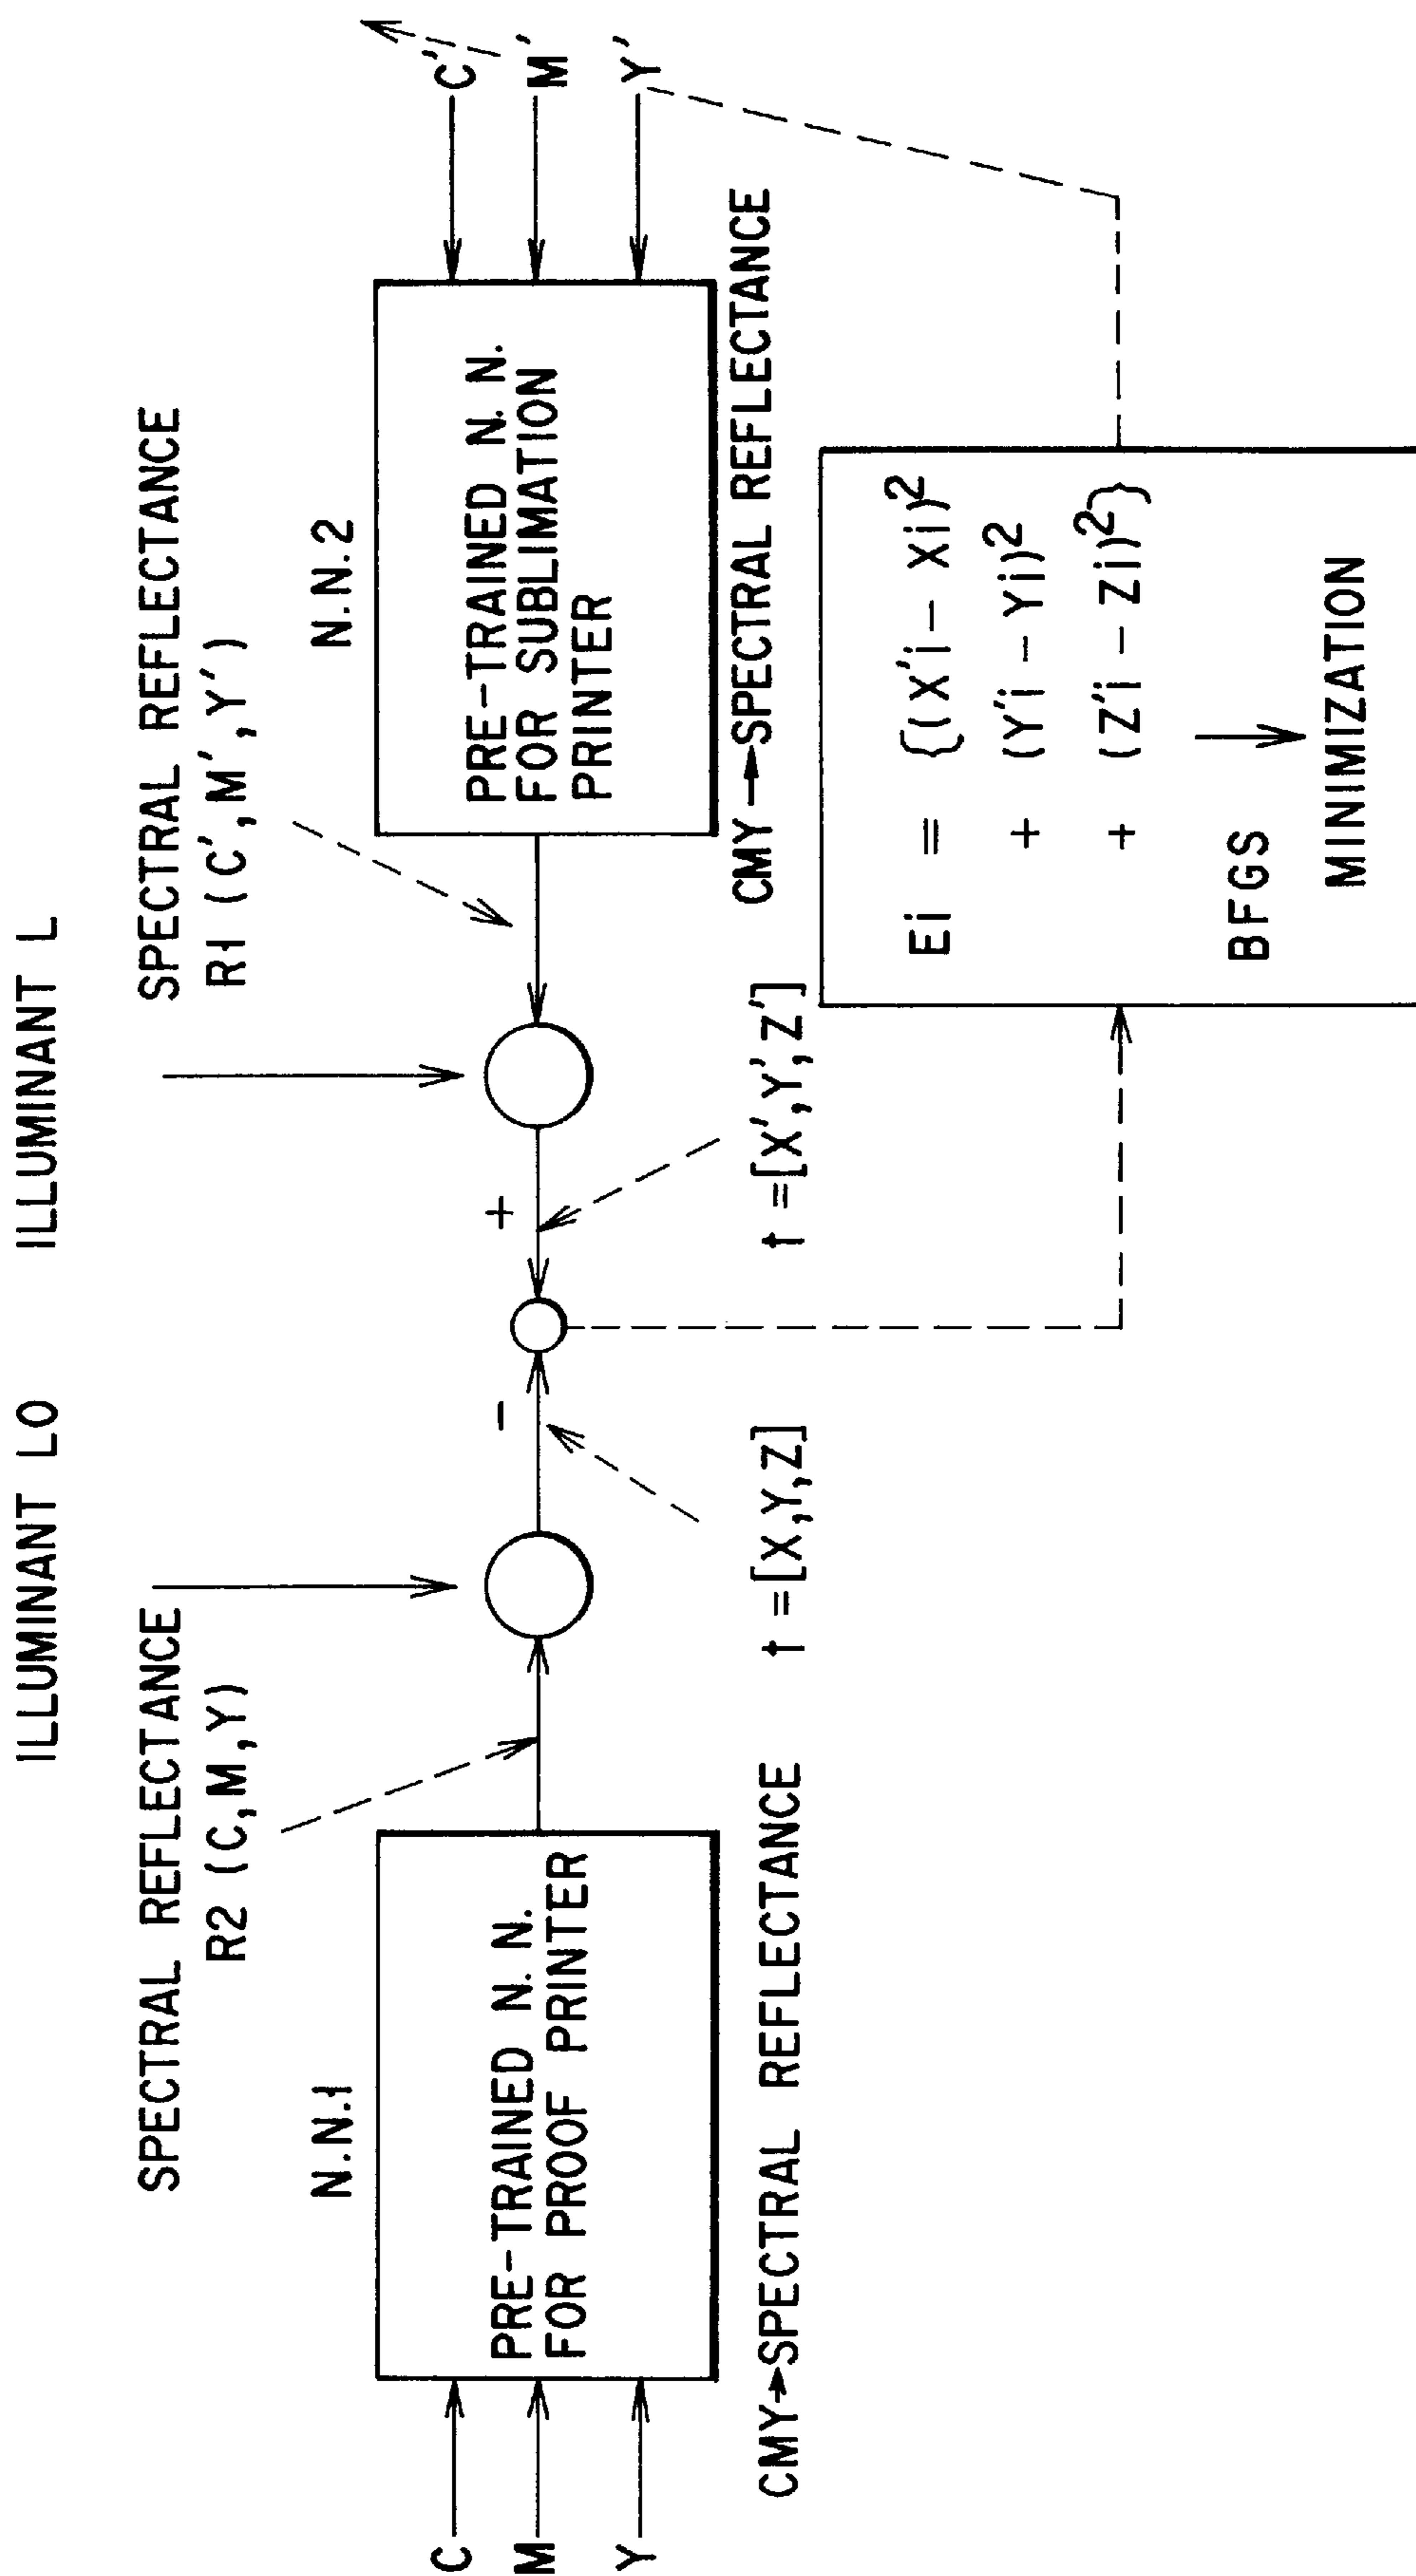 ILLUMINANT LO
ILLUMINANT L
SPECTRAL REFLECTANCE
R2 (C,M,Y)
SPECTRAL REFLECTANCE
R1 (C',M',Y')
N.N.1
N.N.2
C
M
Y
PRE-TRAINED N. N.
FOR PROOF PRINTER
-
+
PRE-TRAINED N. N.
FOR SUBLIMATION
PRINTER
C'
M'
Y'
CMY→SPECTRAL REFLECTANCE
t =[X,Y,Z]
t =[X',Y',Z']
CMY→SPECTRAL REFLECTANCE
Ei = {(X'i - Xi)²
+ (Y'i - Yi)²
+ (Z'i - Zi)²}
BFGS →
MINIMIZATION